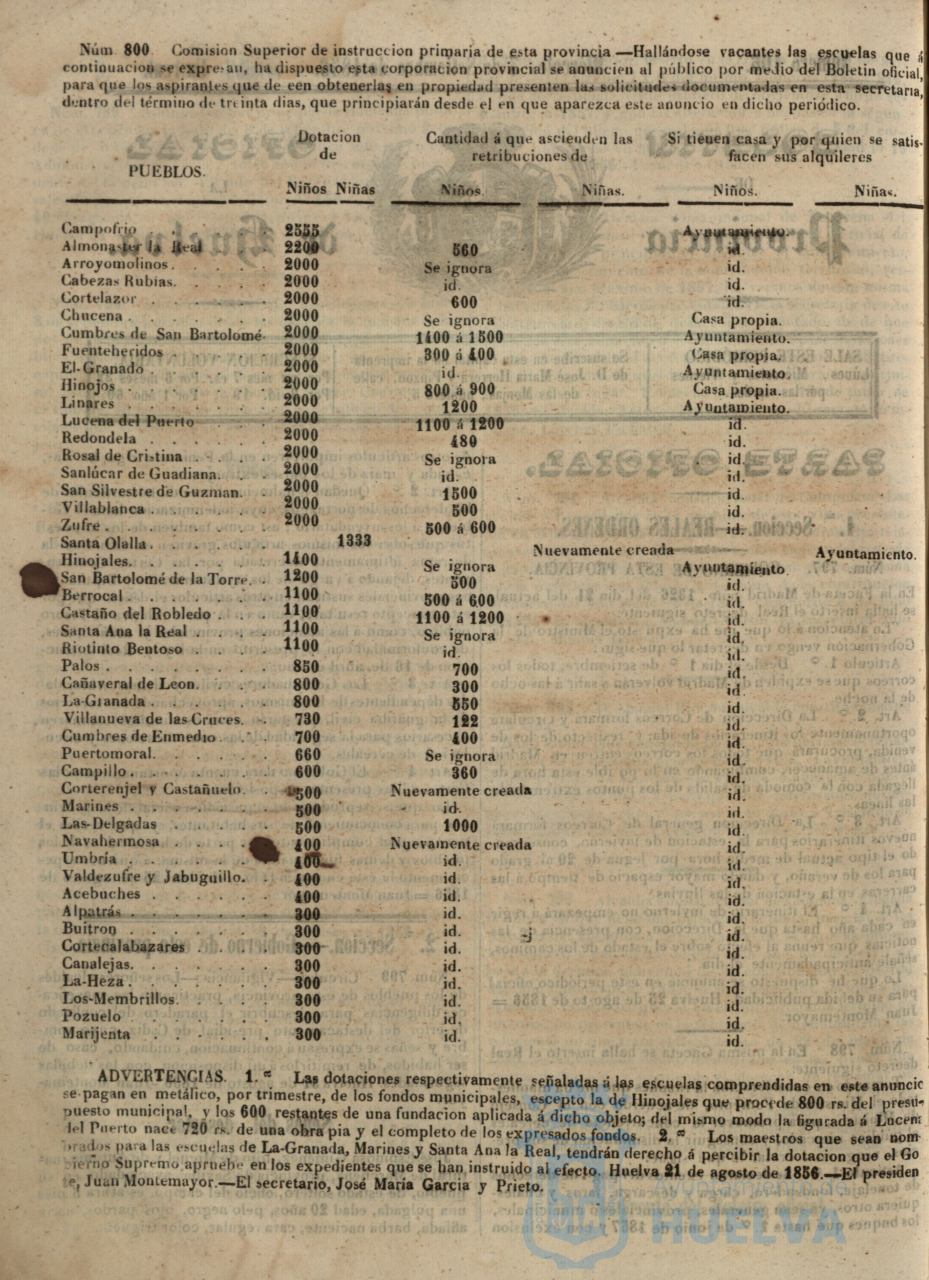 Núm 800 Comision Superior de instruccion primaria de esta provincia —Hallándose vacantes las escuelas que á
continuacion se expresan, ha dispuesto esta corporacion provincial se anuncien al público por medio del Boletin oficial,
para que los aspirantes que de een obtenerlas en propiedad presenten las solicitudes documentadas en esta secretaria,
dentro del término de treinta dias, que principiarán desde el en que aparezca este anuncio en dicho periódico.
PUEBLOS. Dotacion de Cantidad á que ascienden las retribuciones de Si tienen casa y por quien se satisfacen sus alquileres
Niños Niñas Niños. Niñas. Niños. Niñas.
Campofrio . . . . 2555 Ayuntamiento.
Almonaster la Real . . . 2200 560 id.
Arroyomolinos. . . . . 2000 Se ignora id.
Cabezas Rubias. . . . . 2000 id. id.
Cortelazor . . . . . . 2000 600 id.
Chucena . . . . . . 2000 Se ignora Casa propia.
Cumbres de San Bartolomé. 2000 1400 á 1500 Ayuntamiento.
Fuenteheridos . . . . 2000 300 á 400 Casa propia.
El-Granado . . . . . 2000 id. Ayuntamiento.
Hinojos . . . . . . 2000 800 á 900 Casa propia.
Linares . . . . . . 2000 1200 Ayuntamiento.
Lucena del Puerto . . . 2000 1100 á 1200 id.
Redondela . . . . . 2000 480 id.
Rosal de Cristina . . . . 2000 Se ignora id.
Sanlúcar de Guadiana. . . 2000 id. id.
San Silvestre de Guzman. . 2000 1500 id.
Villablanca . . . . . 2000 500 id.
Zufre . . . . . . . 2000 500 á 600 id.
Santa Olalla . . . . . 1333 Nuevamente creada Ayuntamiento.
Hinojales. . . . . . 1400 Se ignora Ayuntamiento
San Bartolomé de la Torre. . 1200 500 id.
Berrocal . . . . . . 1100 500 á 600 id.
Castaño del Robledo . . . 1100 1100 á 1200 id.
Santa Ana la Real . . . . 1100 Se ignora id.
Riotinto Bentoso . . . . 1100 id. id.
Palos . . . . . . . 850 700 id.
Cañaveral de Leon. . . . 800 300 id.
La-Granada . . . . . 800 550 id.
Villanueva de las Cruces. . 730 122 id.
Cumbres de Enmedio . . . 700 400 id.
Puertomoral. . . . . . 660 Se ignora id.
Campillo . . . . . . 600 360 id.
Corterenjel y Castañuelo. . 500 Nuevamente creada id.
Marines . . . . . . 500 id. id.
Las-Delgadas . . . . . 500 1000 id.
Navahermosa . . . . 400 Nuevamente creada id.
Umbría . . . . . . 400 id. id.
Valdezufre y Jabuguillo. . 400 id. id.
Acebuches . . . . . 400 id. id.
Alpatrás . . . . . . 300 id. id.
Buitron . . . . . . 300 id. id.
Cortecalabazares . . . . 300 id. id.
Canalejas. . . . . . 300 id. id.
La-Heza . . . . . . 300 id. id.
Los-Membrillos. . . . . 300 id. id.
Pozuelo . . . . . . 300 id. id.
Marijenta . . . . . . 300 id. id.
ADVERTENCIAS. 1.ª Las dotaciones respectivamente señaladas á las escuelas comprendidas en este anuncio
se pagan en metálico, por trimestre, de los fondos municipales, escepto la de Hinojales que procede 800 rs. del presu-
puesto municipal, y los 600 restantes de una fundacion aplicada á dicho objeto; del mismo modo la figurada á Lucena
del Puerto nace 720 rs. de una obra pia y el completo de los expresados fondos. 2.ª Los maestros que sean nom-
brados para las escuelas de La-Granada, Marines y Santa Ana la Real, tendrán derecho á percibir la dotacion que el Go
ierno Supremo apruebe en los expedientes que se han instruido al efecto. Huelva 21 de agosto de 1856.—El presiden
e, Juan Montemayor.—El secretario, José María Garcia y Prieto.
HUELVA